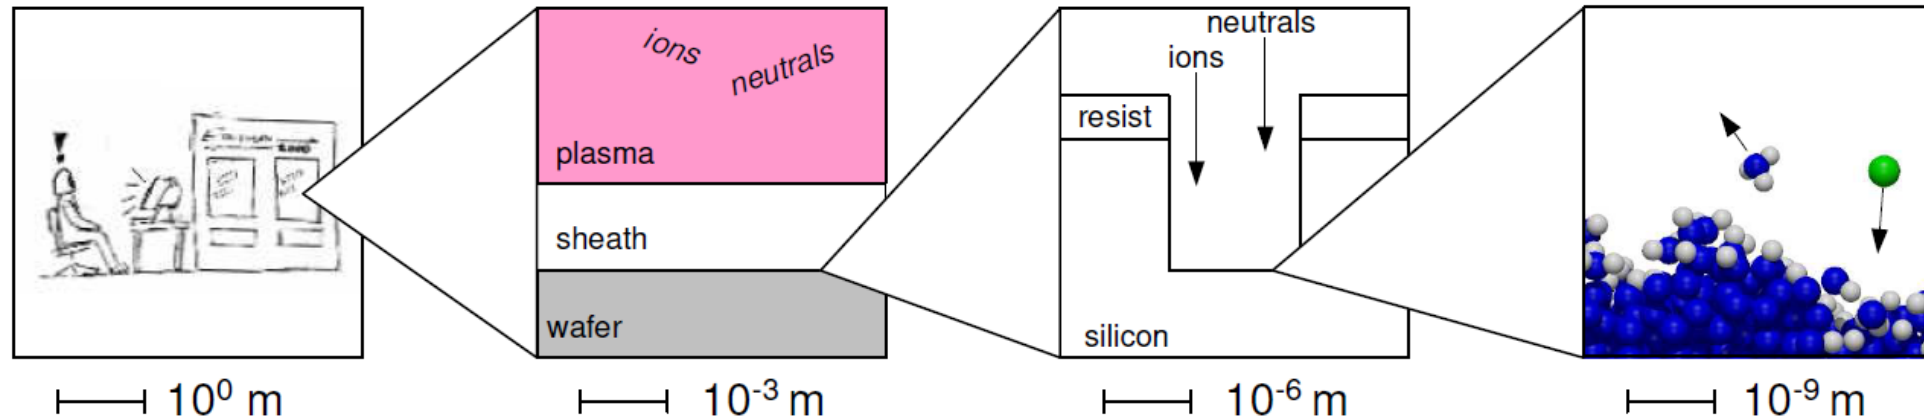 ions
neutrals
plasma
sheath
wafer
neutrals
ions
resist
silicon
10⁰ m
10⁻³ m
10⁻⁶ m
10⁻⁹ m